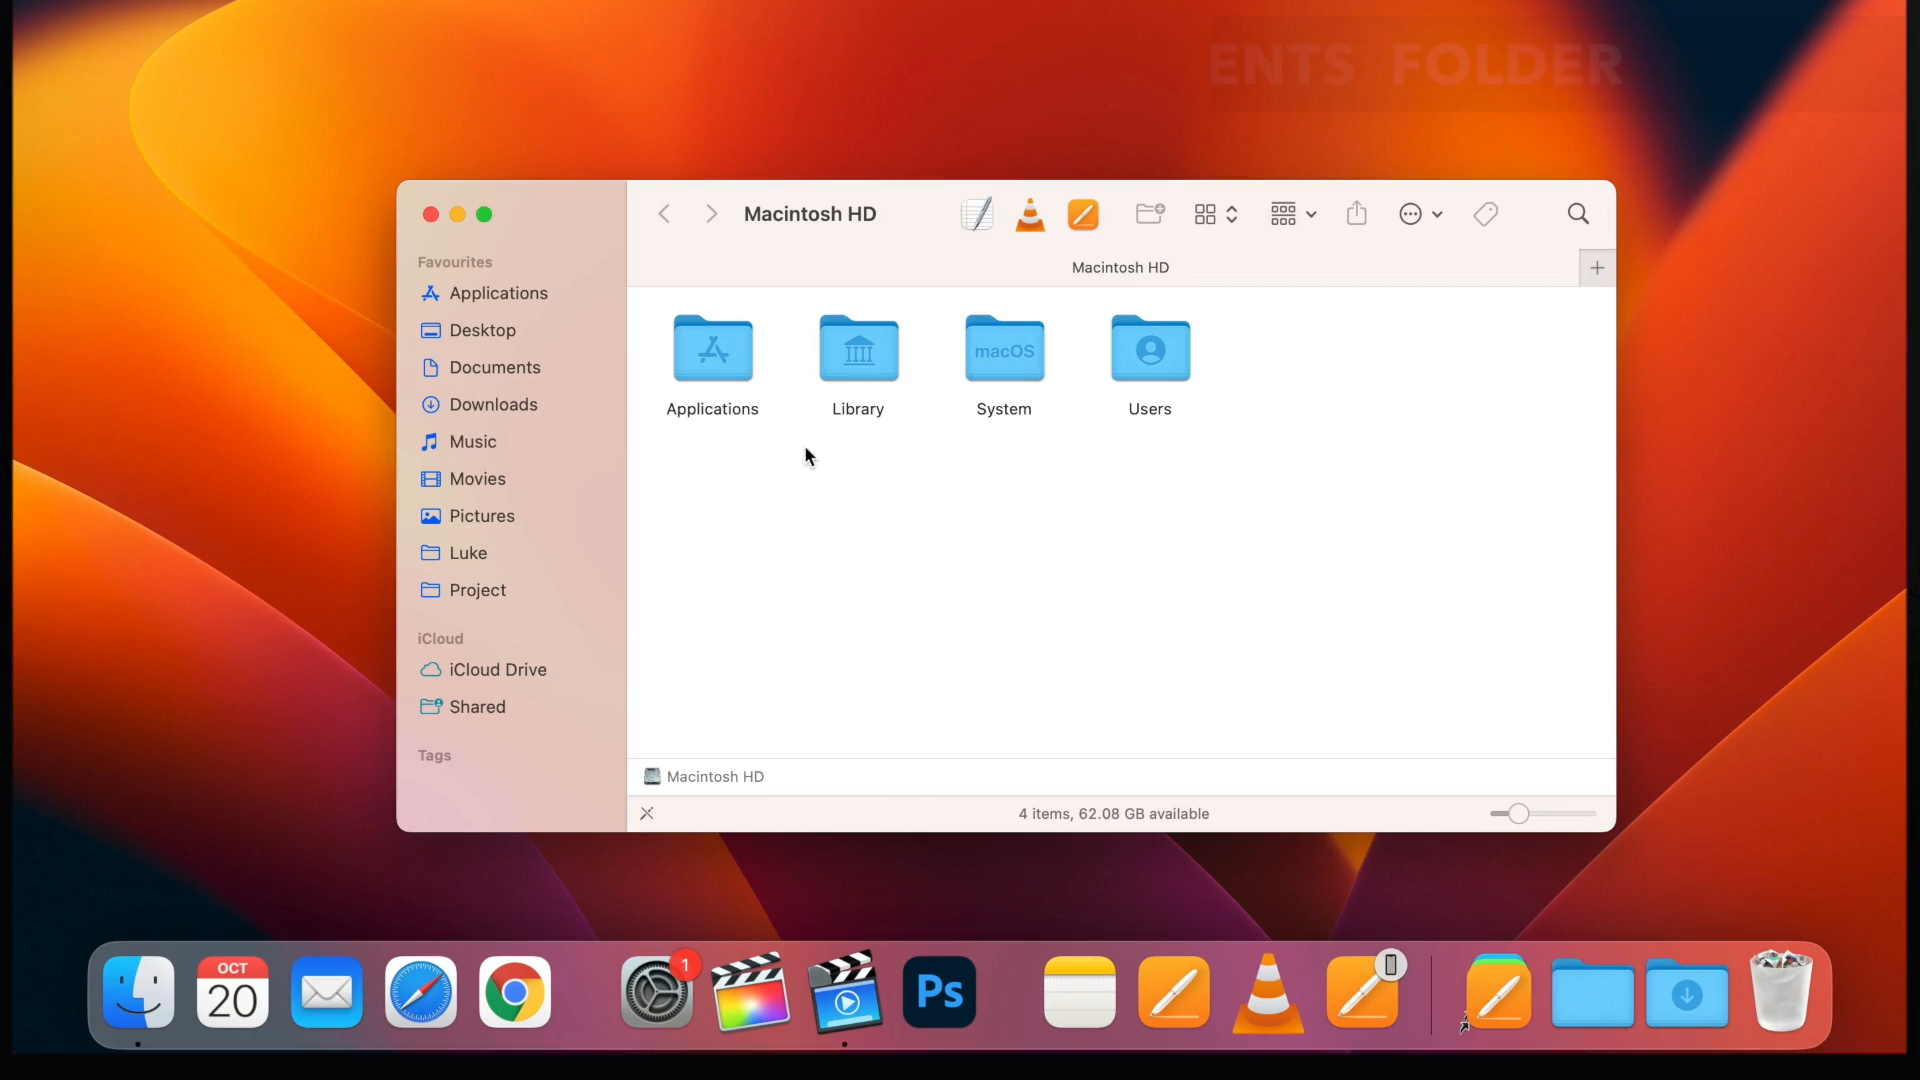 ENTS FOLDER
Macintosh HD
Macintosh HD
Favourites
Applications
Desktop
Documents
Downloads
Music
Movies
Pictures
Luke
Project
iCloud
iCloud Drive
Shared
Tags
macOS
Applications
Library
System
Users
Macintosh HD
4 items, 62.08 GB available
OCT
20
1
Ps